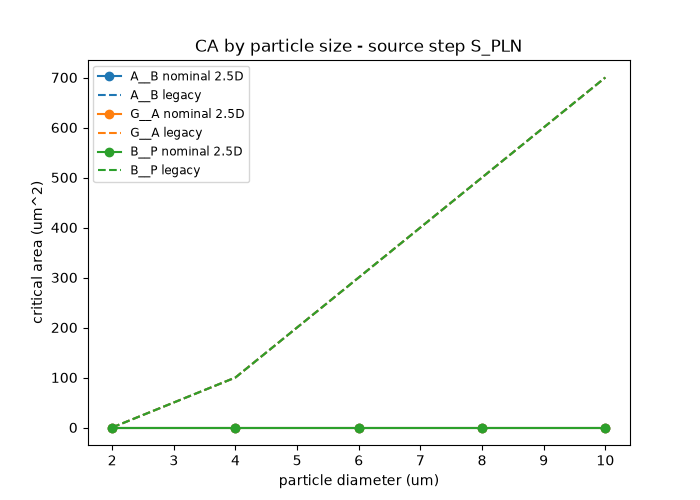 CA by particle size - source step S_PLN
A__B nominal 2.5D
A__B legacy
G__A nominal 2.5D
G__A legacy
B__P nominal 2.5D
B__P legacy
critical area (um^2)
700
600
500
400
300
200
100
0
2 3 4 5 6 7 8 9 10
particle diameter (um)